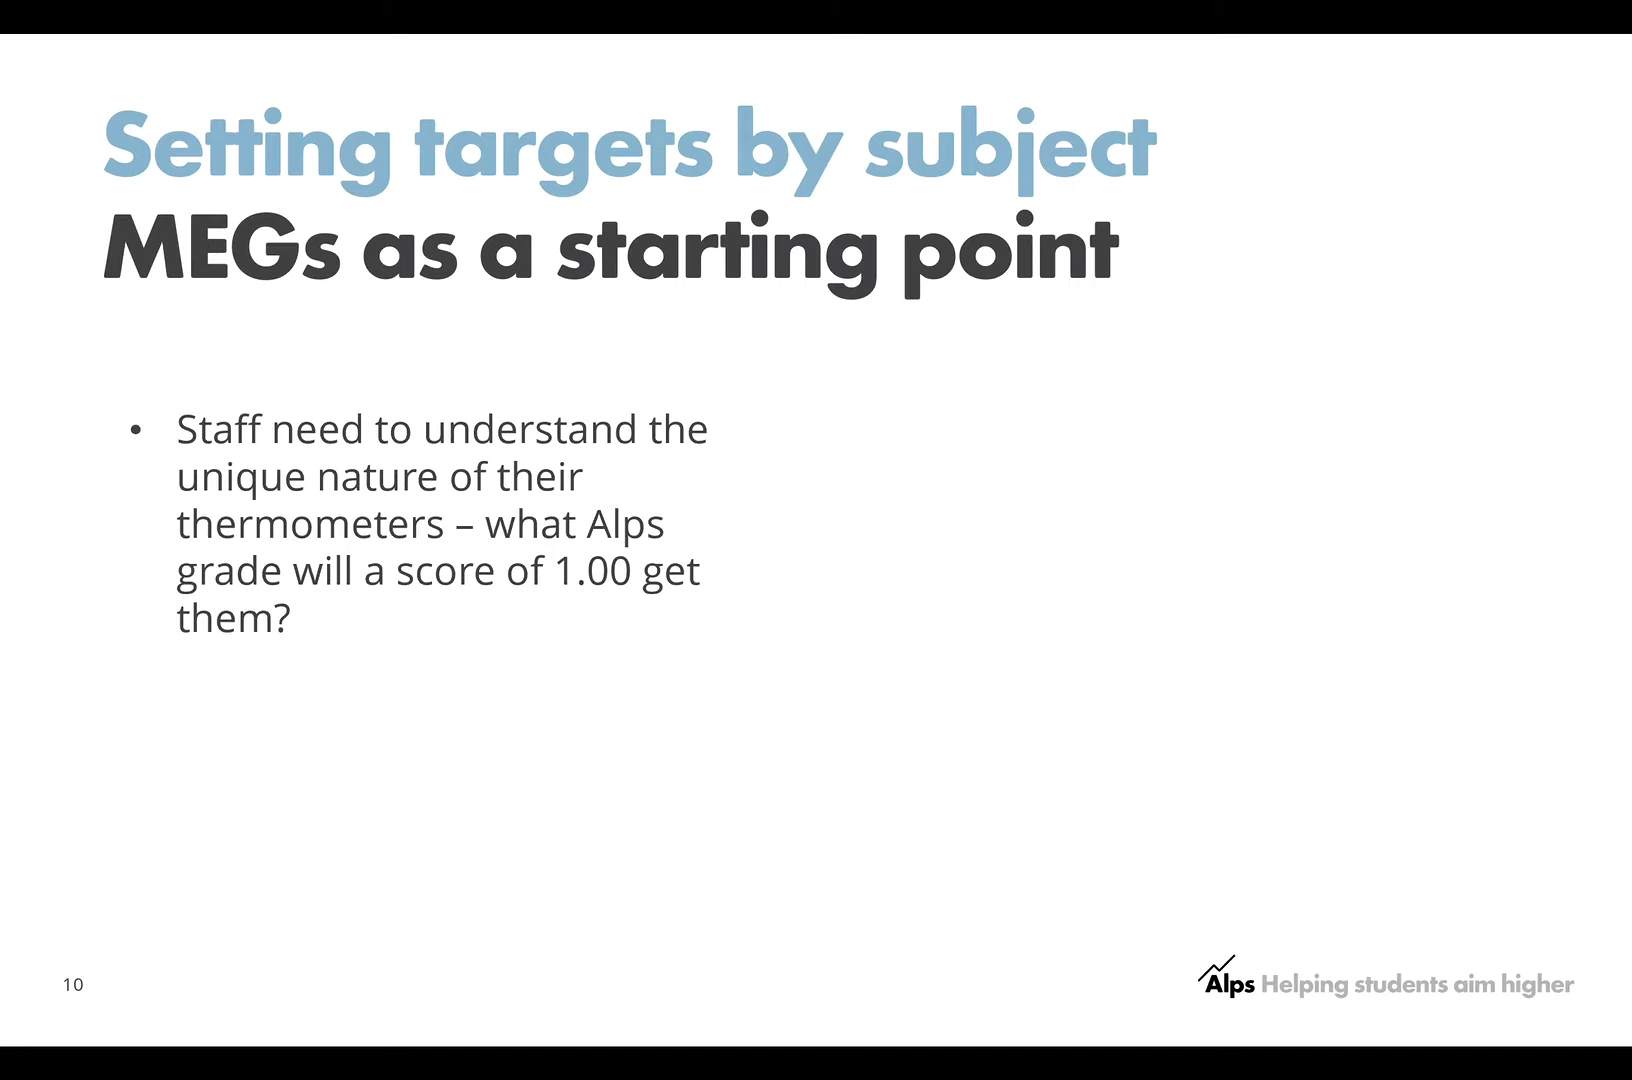 Setting targets by subject
MEGs as a starting point
• Staff need to understand the
unique nature of their
thermometers – what Alps
grade will a score of 1.00 get
them?
10
Alps Helping students aim higher